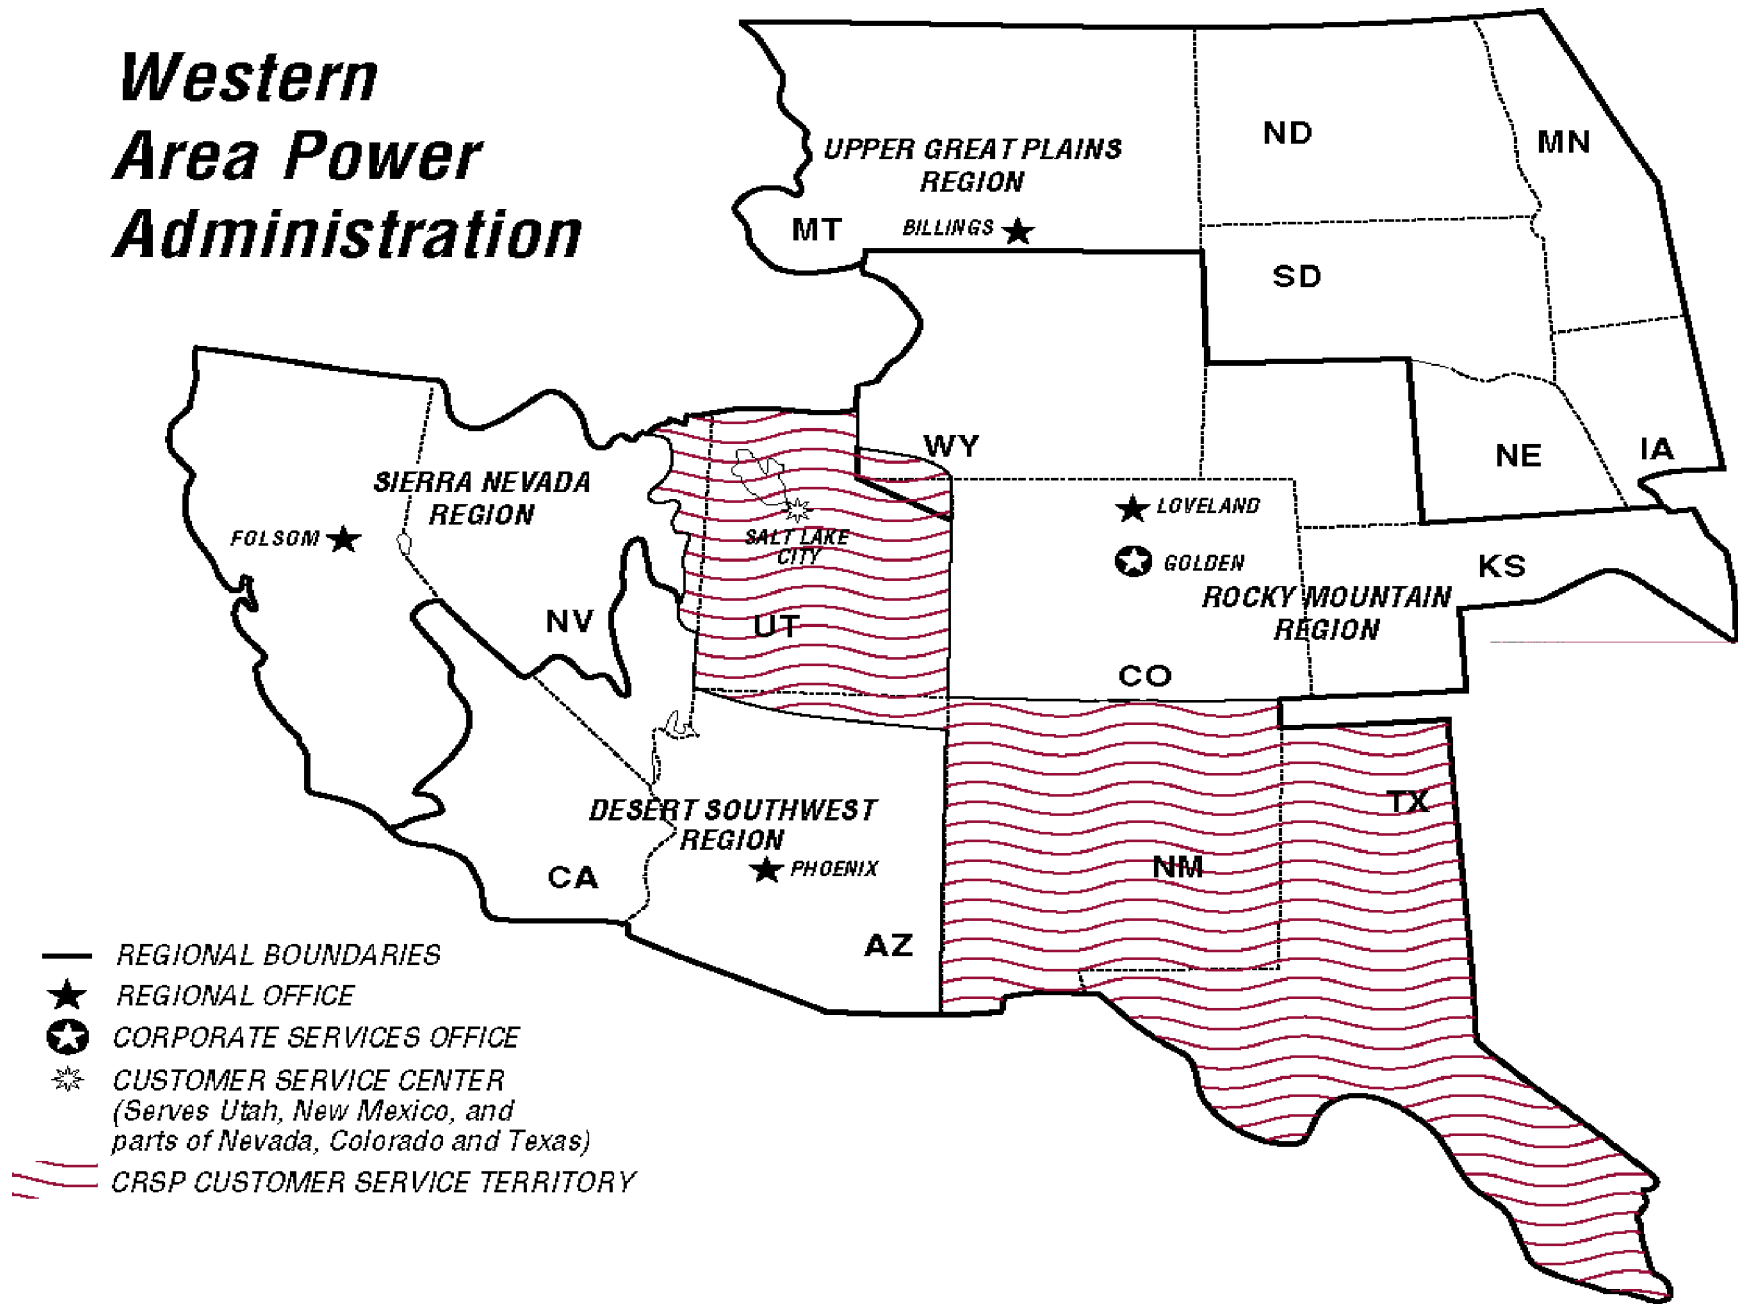 Western
Area Power
Administration
UPPER GREAT PLAINS
REGION
ND
MN
MT
BILLINGS
SD
WY
NE
IA
SIERRA NEVADA
REGION
FOLSOM
SALT LAKE
CITY
LOVELAND
GOLDEN
KS
ROCKY MOUNTAIN
REGION
NV
UT
CO
DESERT SOUTHWEST
REGION
PHOENIX
TX
NM
CA
AZ
REGIONAL BOUNDARIES
REGIONAL OFFICE
CORPORATE SERVICES OFFICE
CUSTOMER SERVICE CENTER
(Serves Utah, New Mexico, and
parts of Nevada, Colorado and Texas)
CRSP CUSTOMER SERVICE TERRITORY